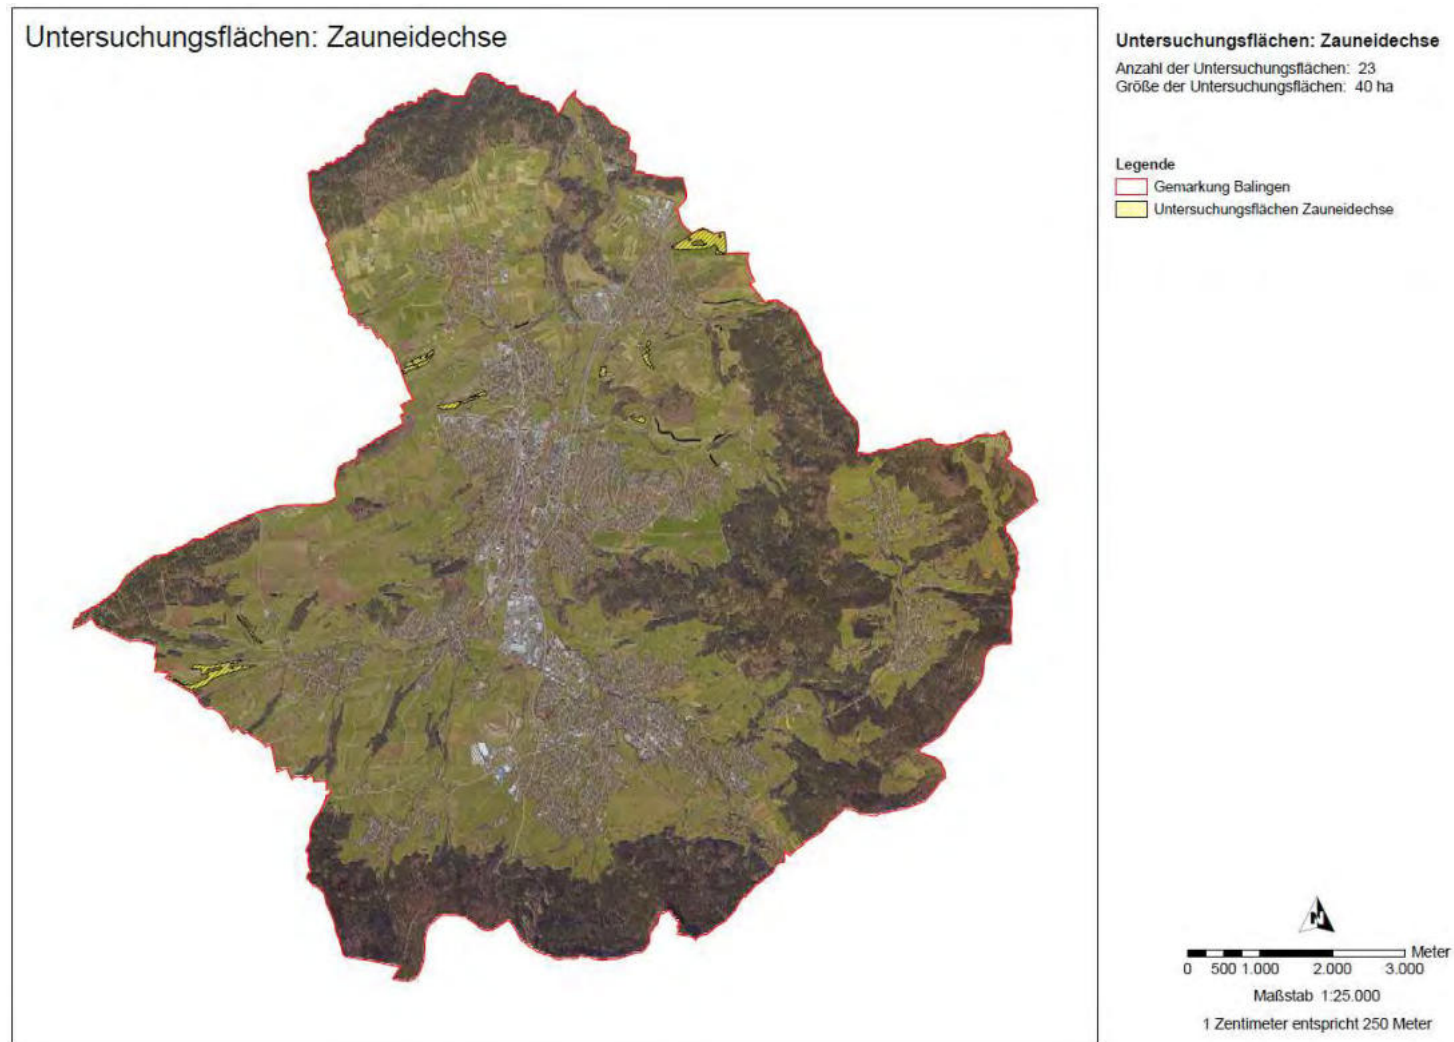 Untersuchungsflächen: Zauneidechse
Untersuchungsflächen: Zauneidechse
Anzahl der Untersuchungsflächen: 23
Größe der Untersuchungsflächen: 40 ha
Legende
Gemarkung Balingen
Untersuchungsflächen Zauneidechse
N
Meter
0 500 1.000 2.000 3.000
Maßstab 1:25.000
1 Zentimeter entspricht 250 Meter